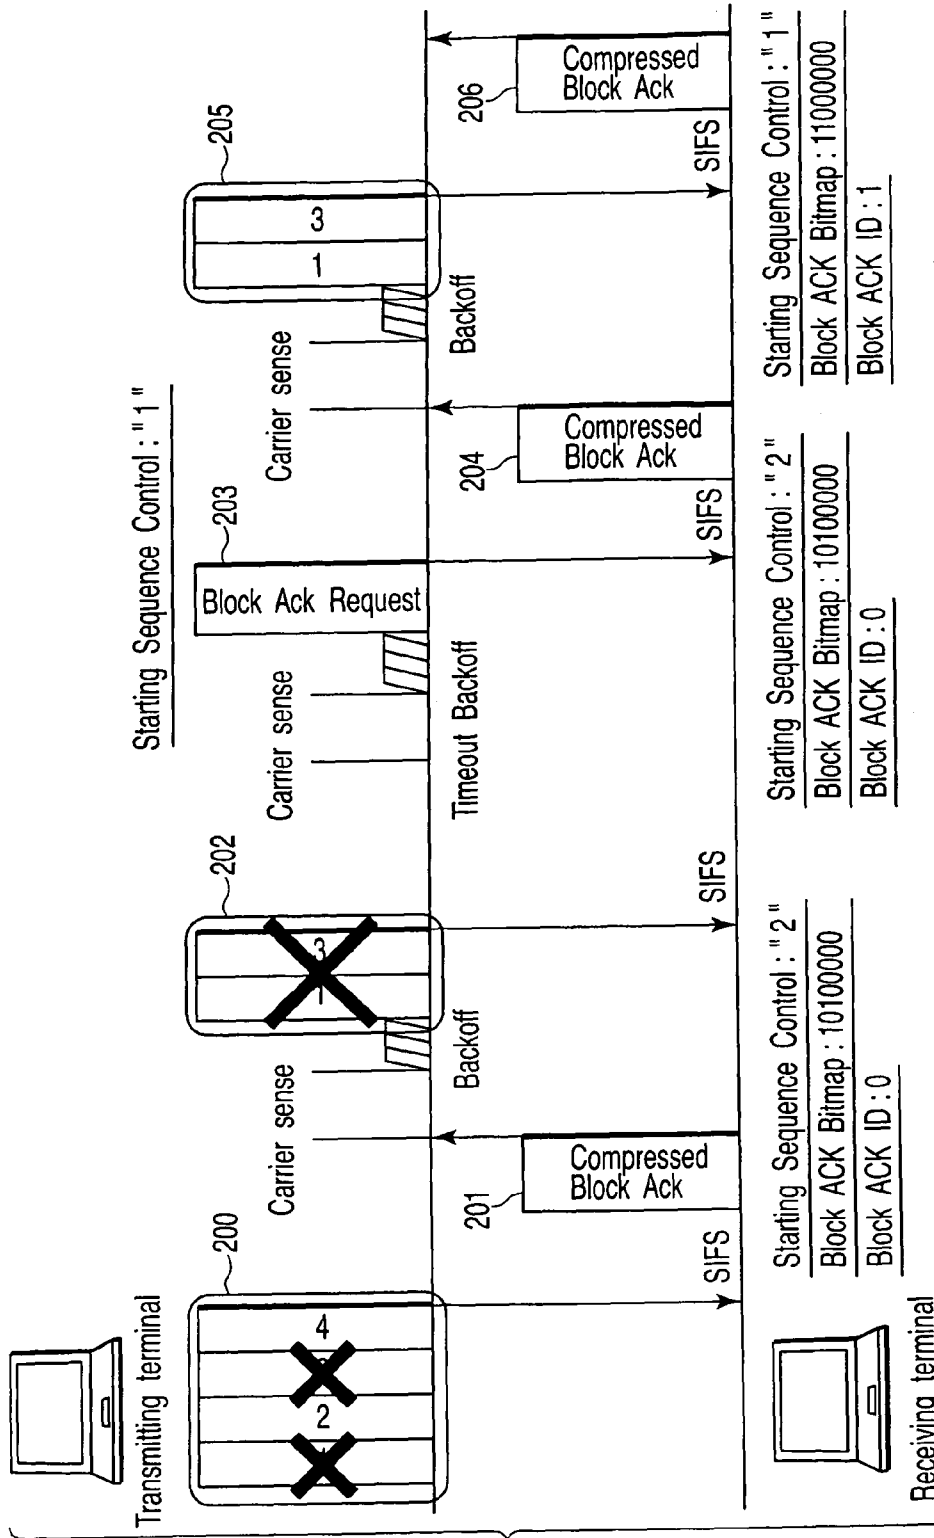 Transmitting terminal
200
4
2
Carrier sense
202
3
1
Backoff
Carrier sense
Starting Sequence Control : "1"
203
Block Ack Request
Timeout Backoff
Carrier sense
205
1
3
Backoff
SIFS
201
Compressed
Block Ack
SIFS
SIFS
204
Compressed
Block Ack
SIFS
206
Compressed
Block Ack
Receiving terminal
Starting Sequence Control : "2"
Block ACK Bitmap : 10100000
Block ACK ID : 0
Starting Sequence Control : "2"
Block ACK Bitmap : 10100000
Block ACK ID : 0
Starting Sequence Control : "1"
Block ACK Bitmap : 11000000
Block ACK ID : 1